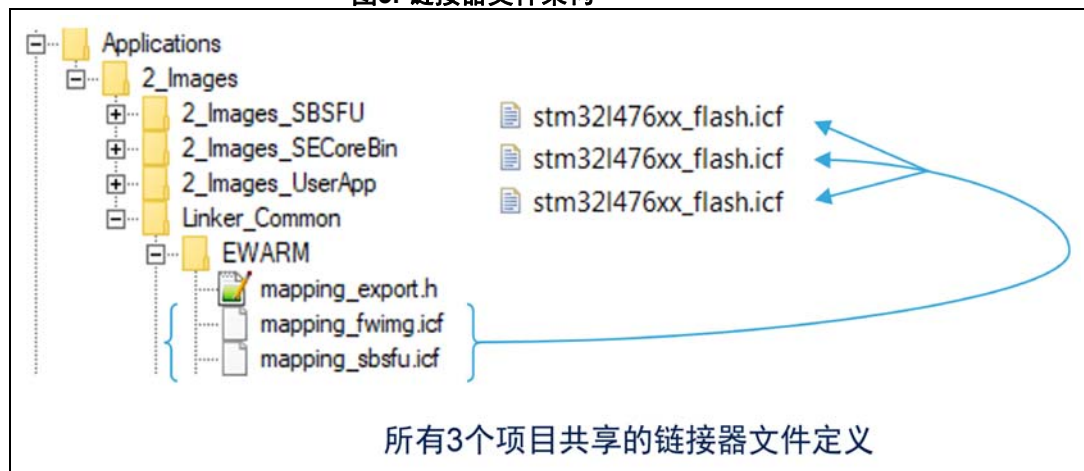 Applications
2_Images
2_Images_SBSFU stm32l476xx_flash.icf
2_Images_SECoreBin stm32l476xx_flash.icf
2_Images_UserApp stm32l476xx_flash.icf
Linker_Common
EWARM
mapping_export.h
mapping_fwimg.icf
mapping_sbsfu.icf
所有3个项目共享的链接器文件定义